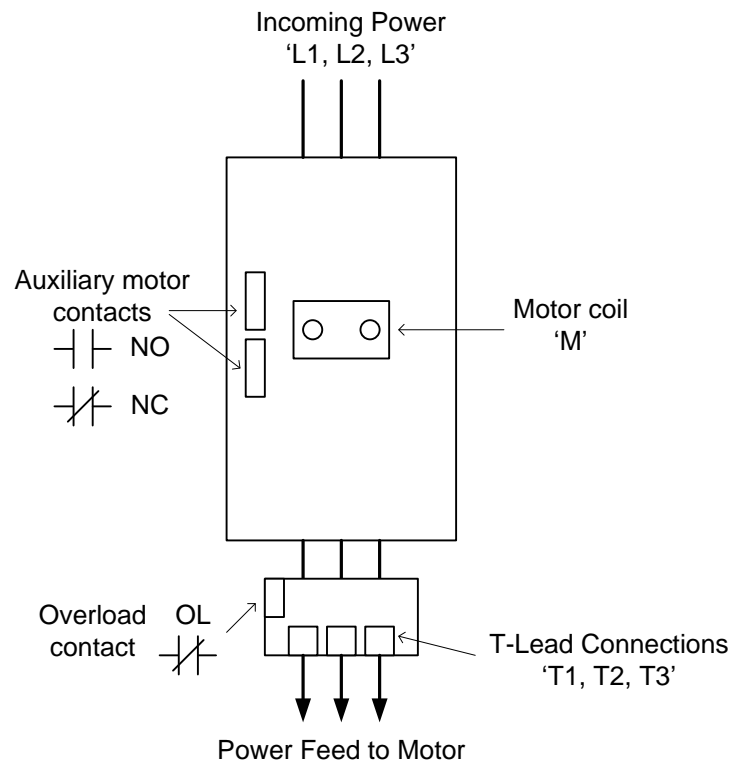 Incoming Power
‘L1, L2, L3’
Auxiliary motor
contacts
NO
NC
Motor coil
‘M’
Overload
contact
OL
T-Lead Connections
‘T1, T2, T3’
Power Feed to Motor